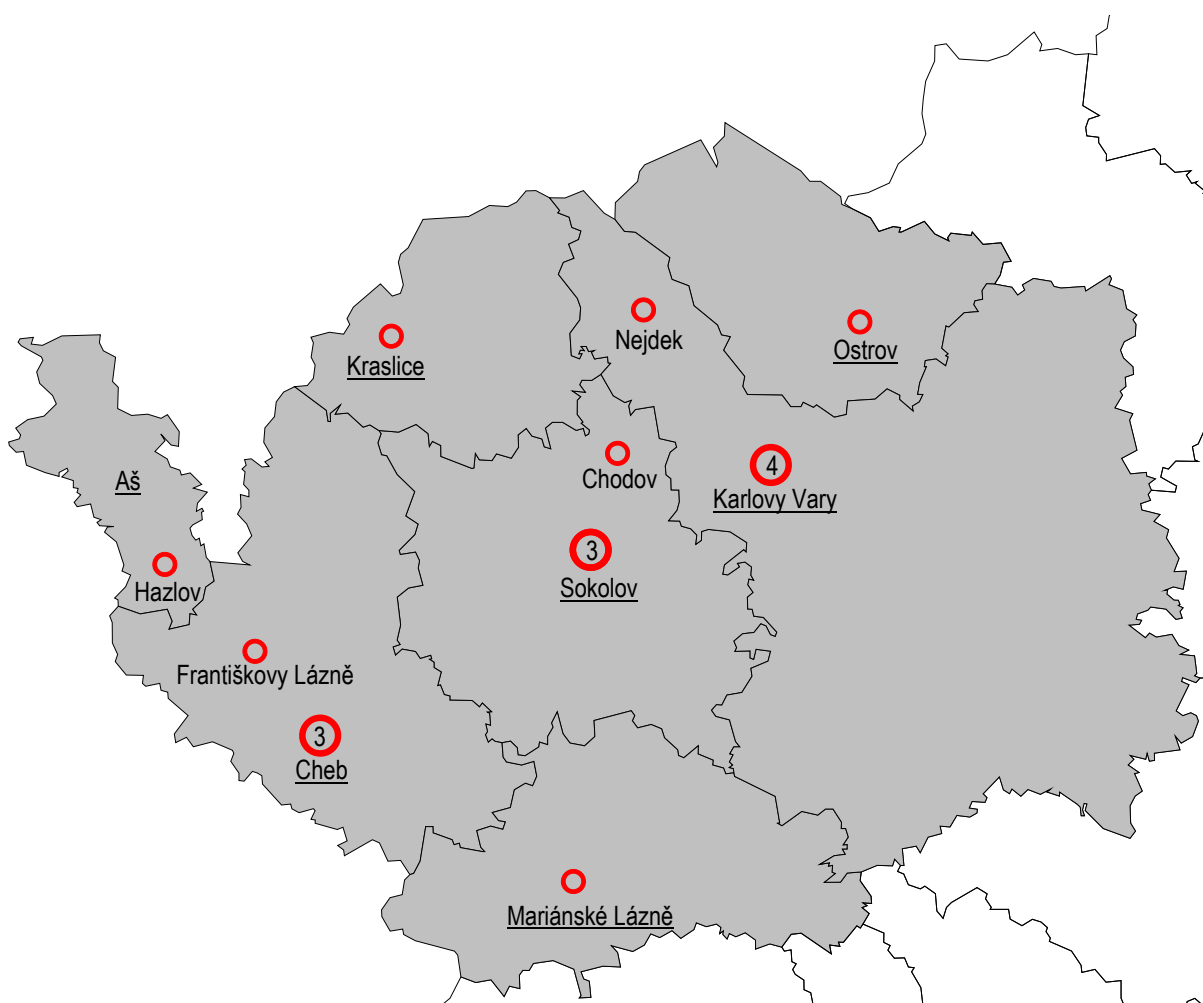 Nejdek
Ostrov
Kraslice
4
Chodov
Karlovy Vary
Aš
3
Sokolov
Hazlov
Františkovy Lázně
3
Cheb
Mariánské Lázně